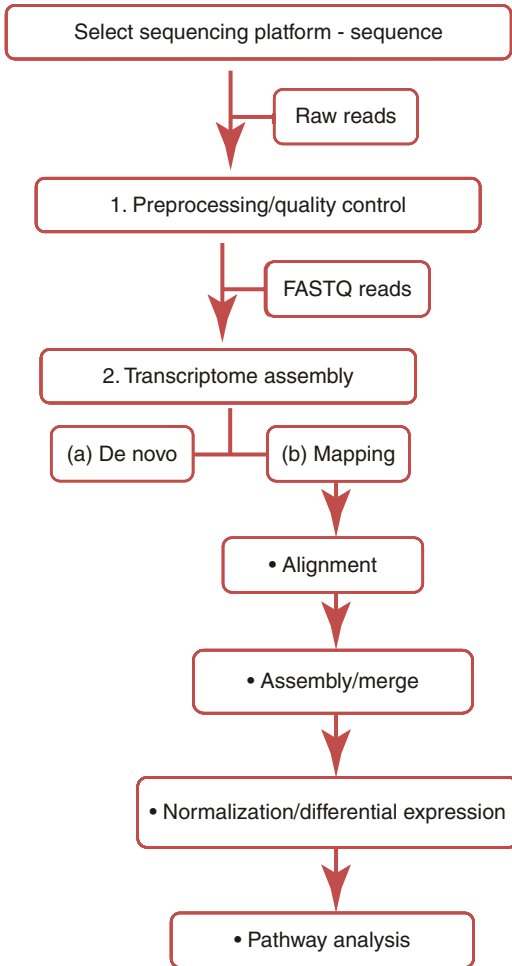 Select sequencing platform - sequence
Raw reads
1. Preprocessing/quality control
FASTQ reads
2. Transcriptome assembly
(a) De novo
(b) Mapping
• Alignment
• Assembly/merge
• Normalization/differential expression
• Pathway analysis